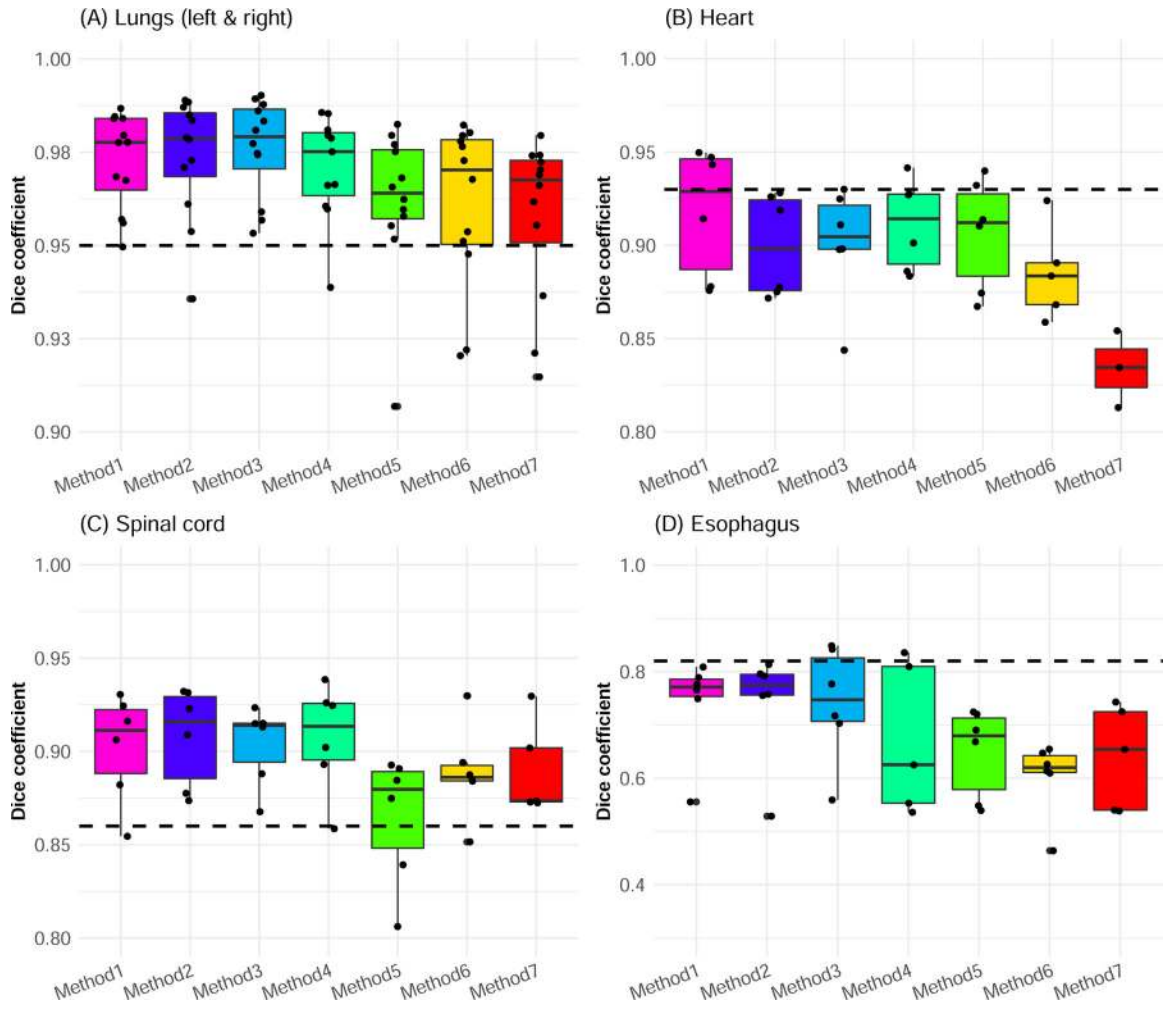 (A) Lungs (left & right)
Dice coefficient
1.00
0.98
0.95
0.93
0.90
Method1 Method2 Method3 Method4 Method5 Method6 Method7
(B) Heart
Dice coefficient
0.95
0.90
0.85
0.80
Method1 Method2 Method3 Method4 Method5 Method6 Method7
(C) Spinal cord
Dice coefficient
1.00
0.95
0.90
0.85
0.80
Method1 Method2 Method3 Method4 Method5 Method6 Method7
(D) Esophagus
Dice coefficient
1.0
0.8
0.6
0.4
Method1 Method2 Method3 Method4 Method5 Method6 Method7